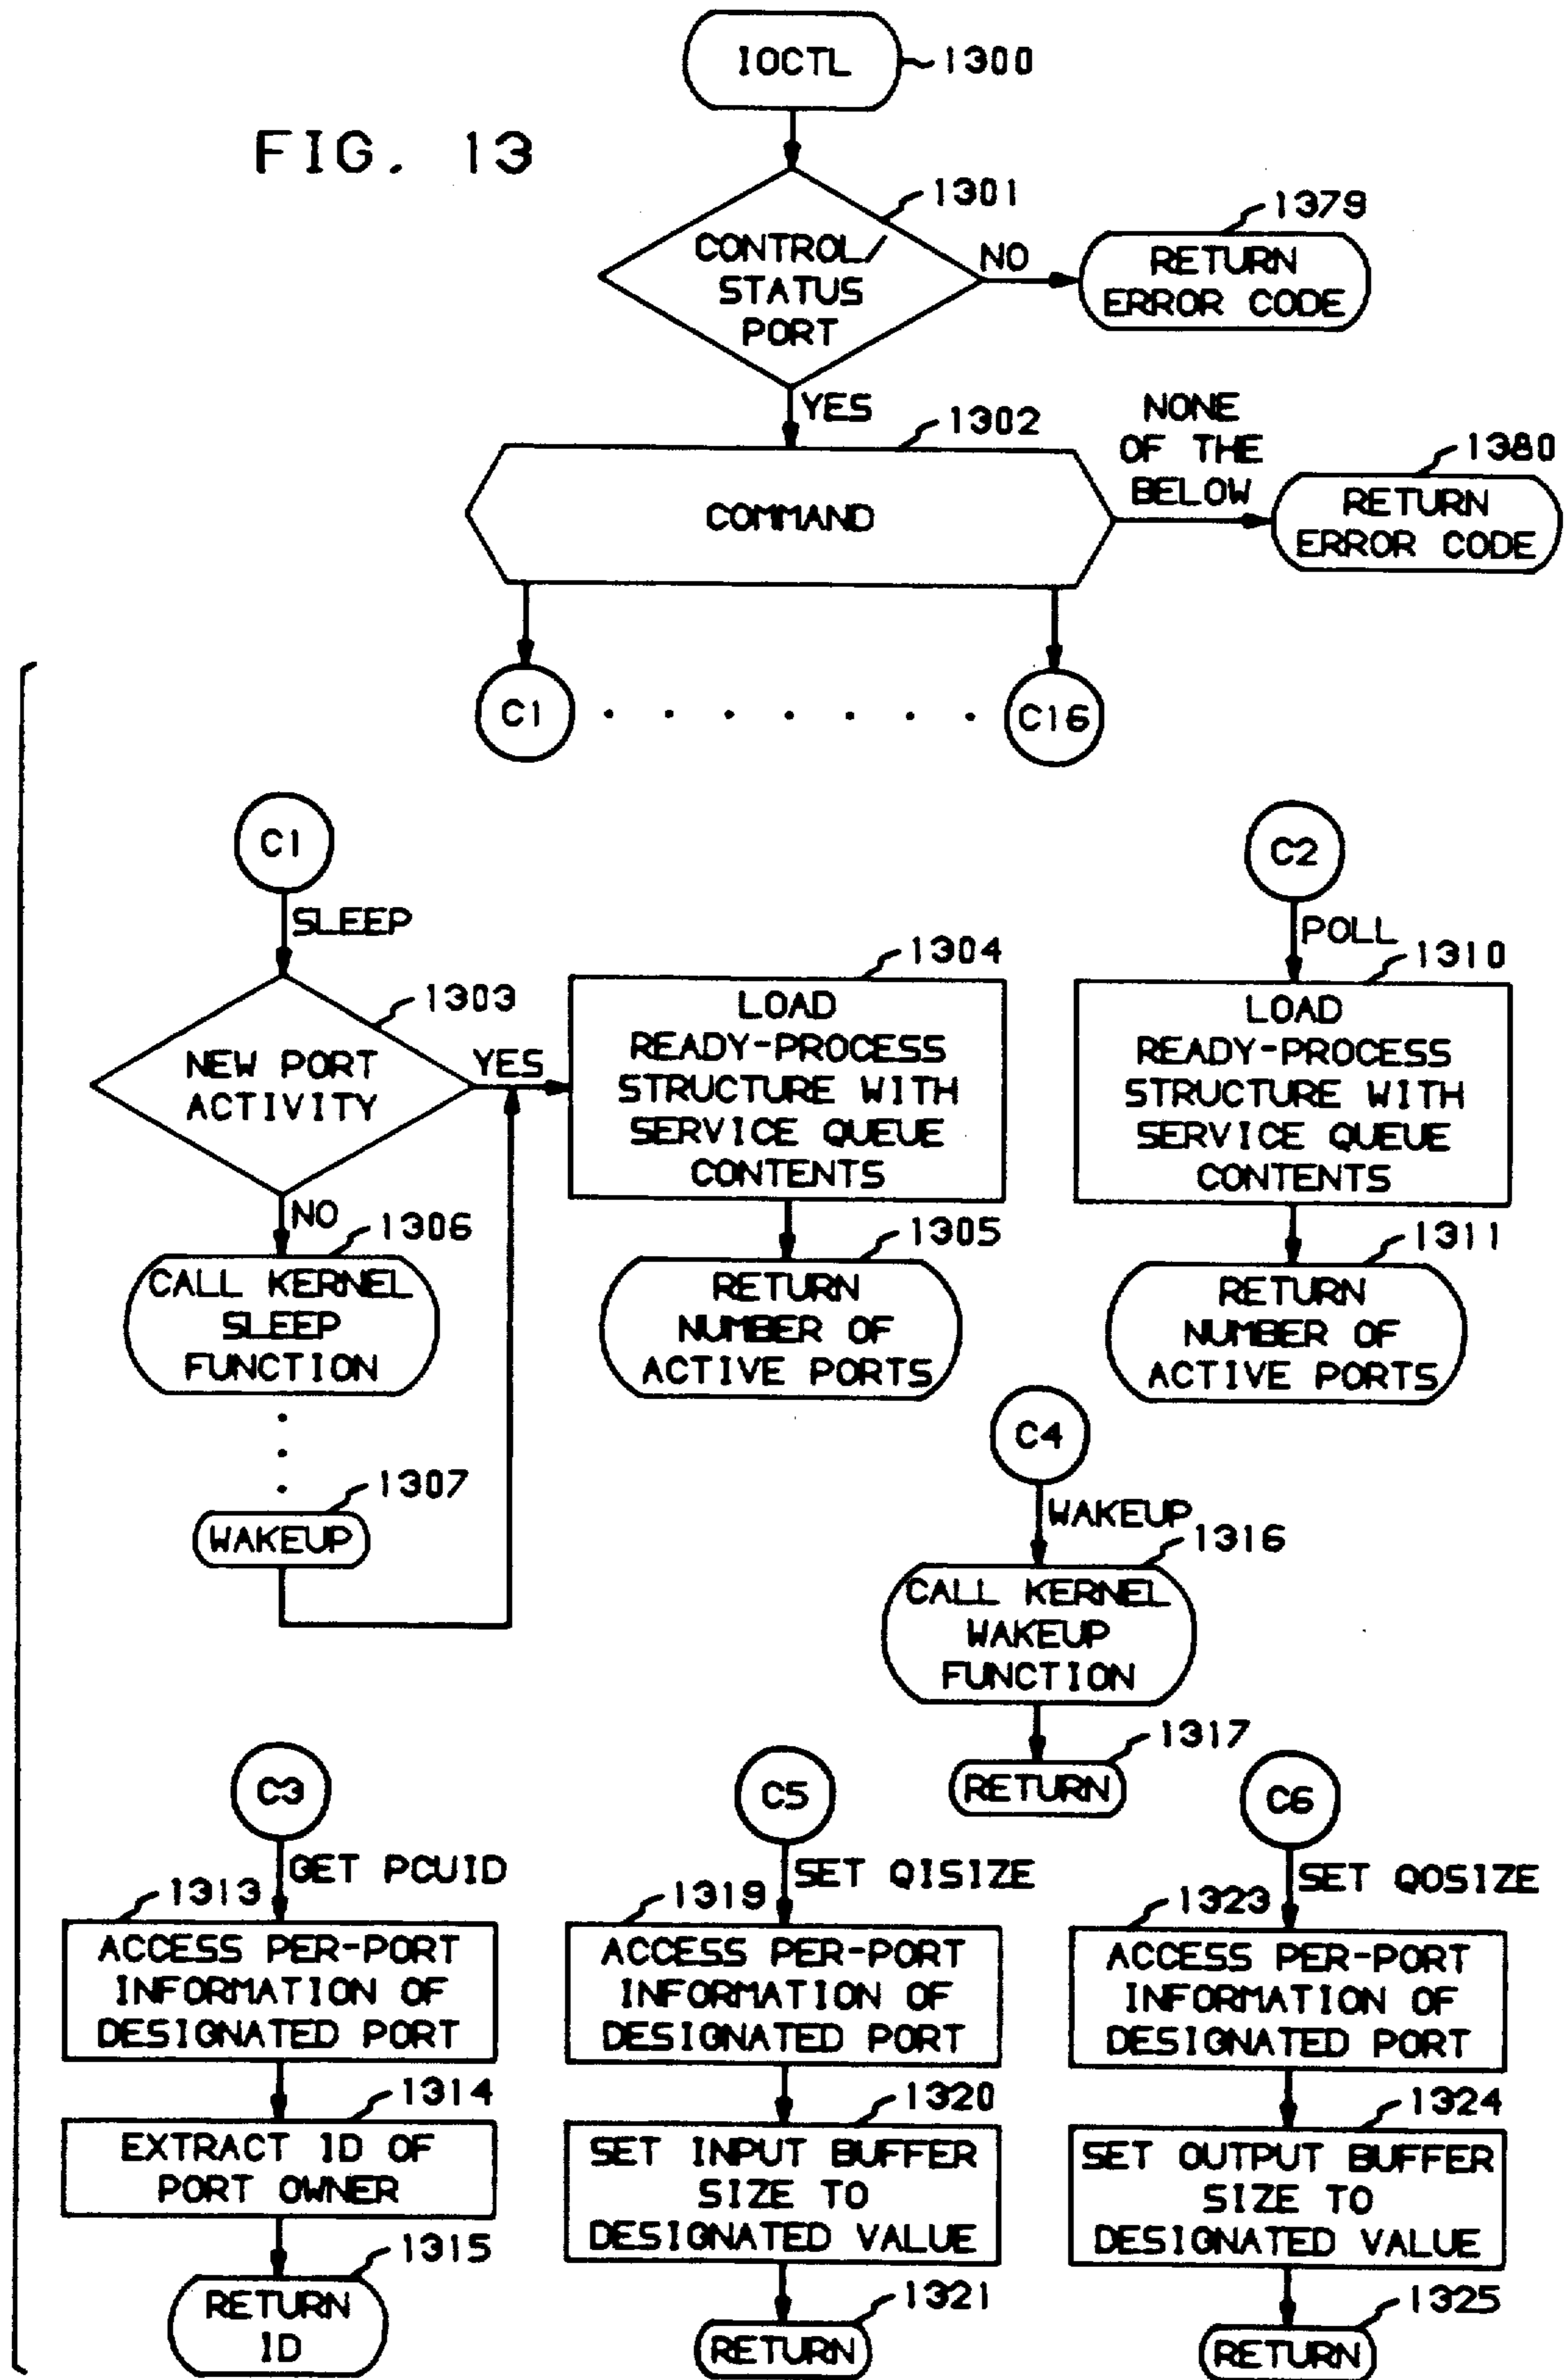 IOCTL
1300
FIG. 13
1301
CONTROL/
STATUS
PORT
NO
1379
RETURN
ERROR CODE
YES
1302
COMMAND
NONE
OF THE
BELOW
1380
RETURN
ERROR CODE
C1
C16
C1
SLEEP
1303
NEW PORT
ACTIVITY
YES
NO
1304
LOAD
READY-PROCESS
STRUCTURE WITH
SERVICE QUEUE
CONTENTS
1305
RETURN
NUMBER OF
ACTIVE PORTS
1306
CALL KERNEL
SLEEP
FUNCTION
1307
WAKEUP
C2
POLL
1310
LOAD
READY-PROCESS
STRUCTURE WITH
SERVICE QUEUE
CONTENTS
1311
RETURN
NUMBER OF
ACTIVE PORTS
C4
WAKEUP
1316
CALL KERNEL
WAKEUP
FUNCTION
1317
RETURN
C3
GET PCUID
1313
ACCESS PER-PORT
INFORMATION OF
DESIGNATED PORT
1314
EXTRACT ID OF
PORT OWNER
1315
RETURN
ID
C5
SET QISIZE
1319
ACCESS PER-PORT
INFORMATION OF
DESIGNATED PORT
1320
SET INPUT BUFFER
SIZE TO
DESIGNATED VALUE
1321
RETURN
C6
SET QOSIZE
1323
ACCESS PER-PORT
INFORMATION OF
DESIGNATED PORT
1324
SET OUTPUT BUFFER
SIZE TO
DESIGNATED VALUE
1325
RETURN